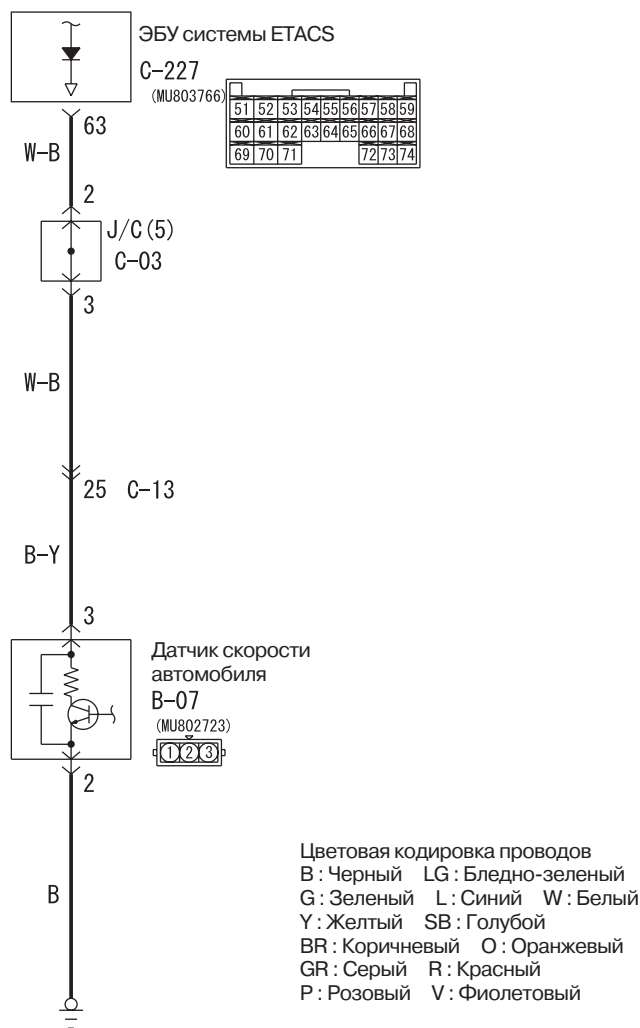 ЭБУ системы ETACS
C-227
(MU803766)
51 52 53 54 55 56 57 58 59
60 61 62 63 64 65 66 67 68
69 70 71 72 73 74
63
W-B
2
J/C(5)
C-03
3
W-B
25 C-13
B-Y
3
Датчик скорости
автомобиля
B-07
(MU802723)
1 2 3
2
B
Цветовая кодировка проводов
B : Черный LG : Бледно-зеленый
G : Зеленый L : Синий W : Белый
Y : Желтый SB : Голубой
BR : Коричневый O : Оранжевый
GR : Серый R : Красный
P : Розовый V : Фиолетовый